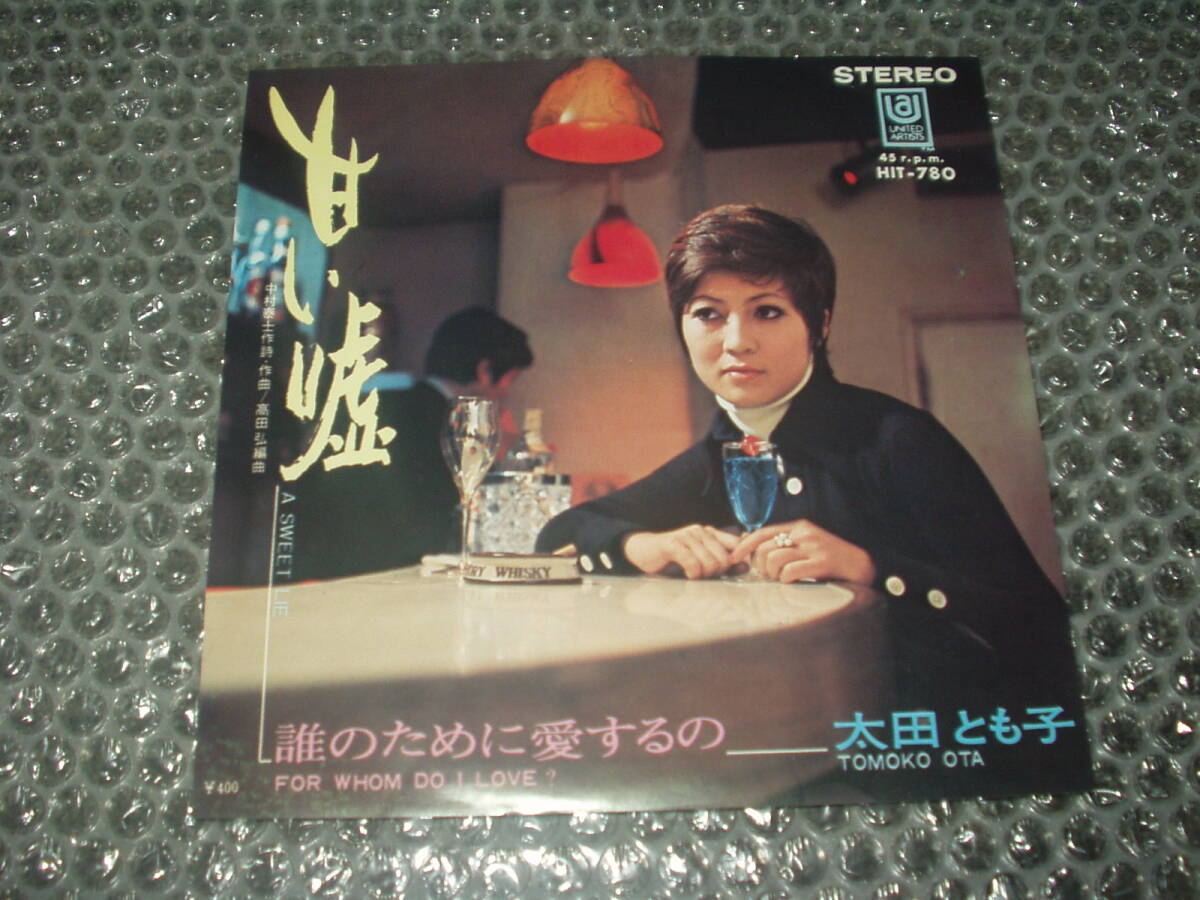 STEREO
UNITED
ARTISTS
45 r.p.m.
HIT-780
甘い嘘
中村泰士作詩・作曲/高田弘編曲
A SWEET LIE
WHISKY
誰のために愛するの
FOR WHOM DO I LOVE?
太田とも子
TOMOKO OTA
¥400